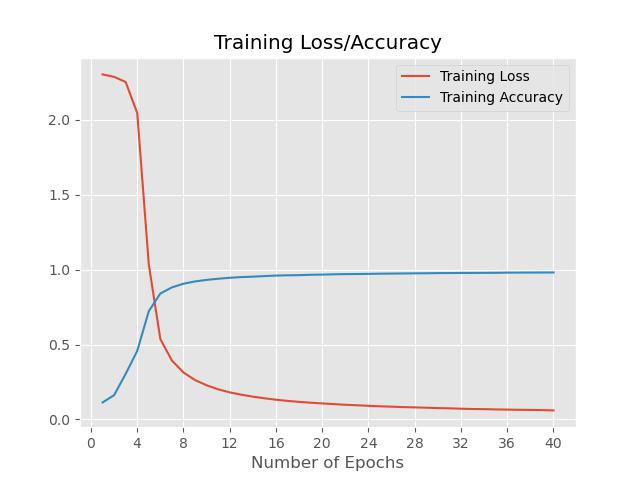 Training Loss/Accuracy
Training Loss
Training Accuracy
2.0
1.5
1.0
0.5
0.0
0 4 8 12 16 20 24 28 32 36 40
Number of Epochs